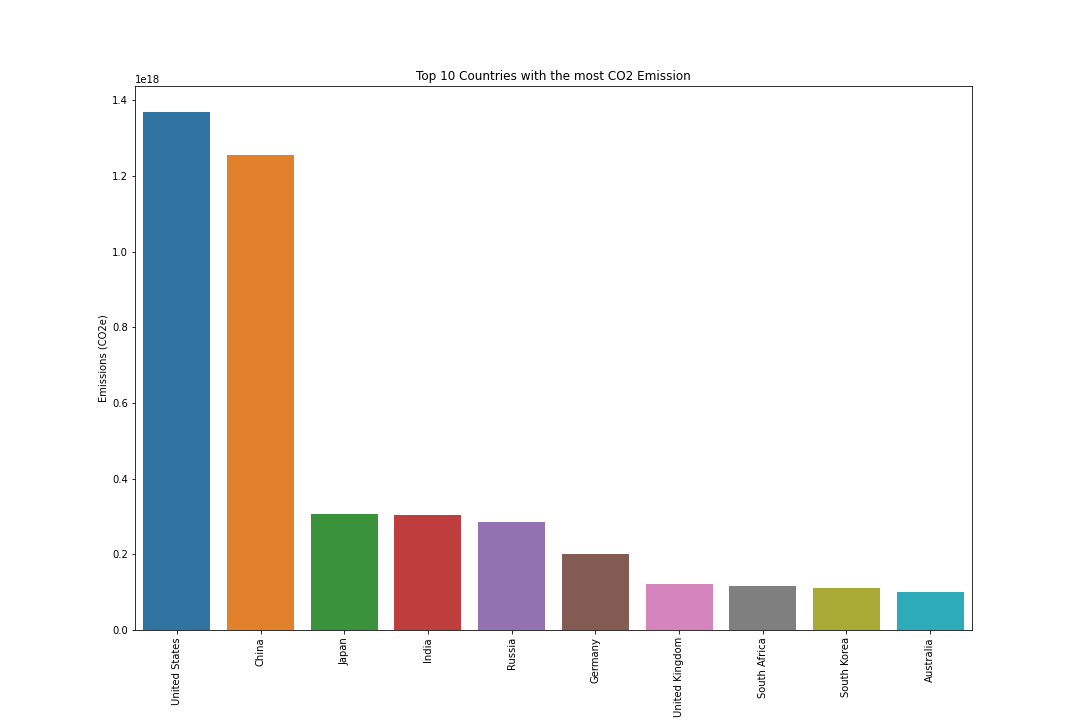 Top 10 Countries with the most CO2 Emission
1e18
1.4
1.2
1.0
0.8
0.6
0.4
0.2
0.0
Emissions (CO2e)
United States
China
Japan
India
Russia
Germany
United Kingdom
South Africa
South Korea
Australia